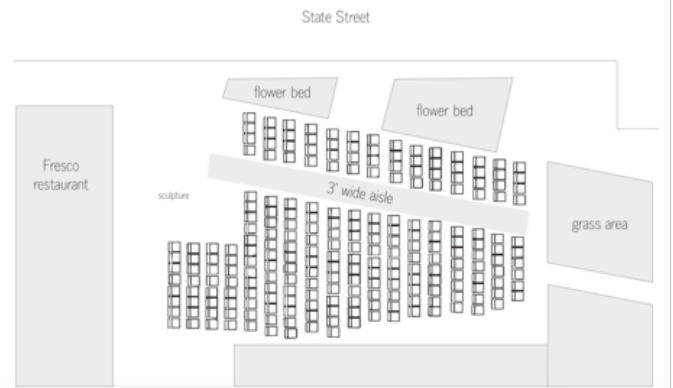 State Street
flower bed
flower bed
Fresco
restaurant
sculpture
3' wide aisle
grass area